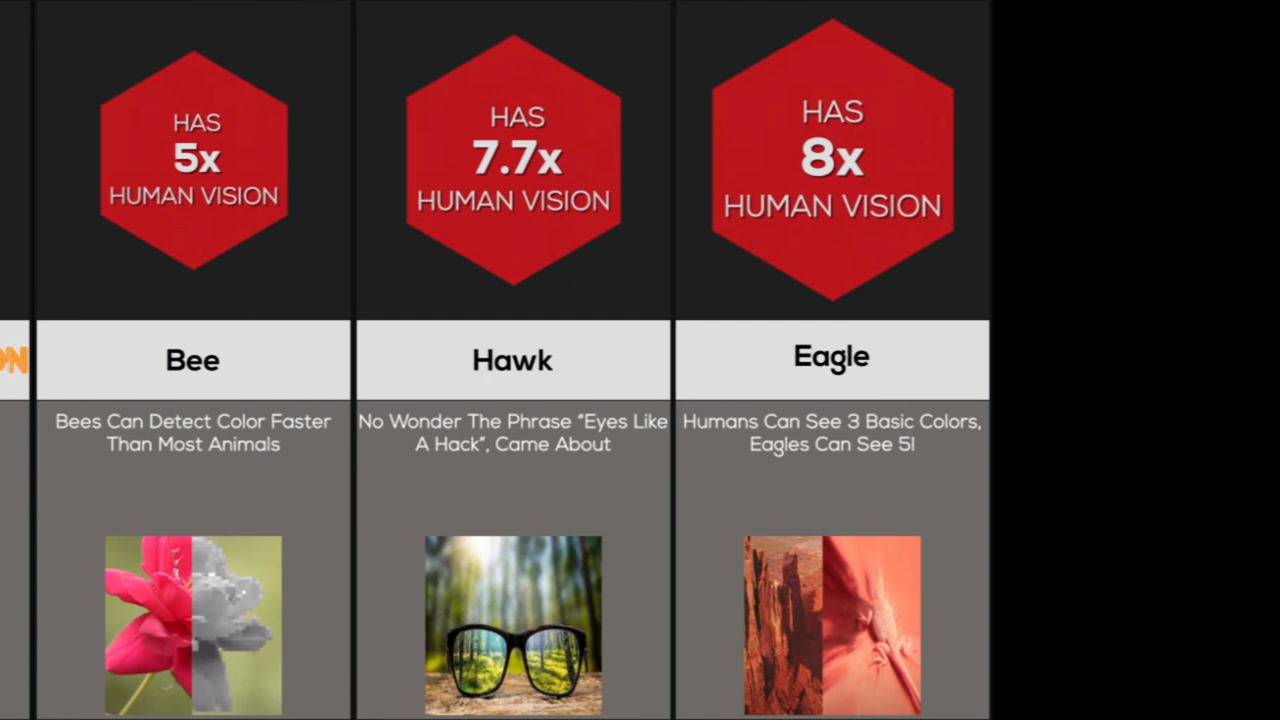 HAS
5x
HUMAN VISION
HAS
7.7x
HUMAN VISION
HAS
8x
HUMAN VISION
ON
Bee
Hawk
Eagle
Bees Can Detect Color Faster
Than Most Animals
No Wonder The Phrase “Eyes Like
A Hack”, Came About
Humans Can See 3 Basic Colors,
Eagles Can See 5!